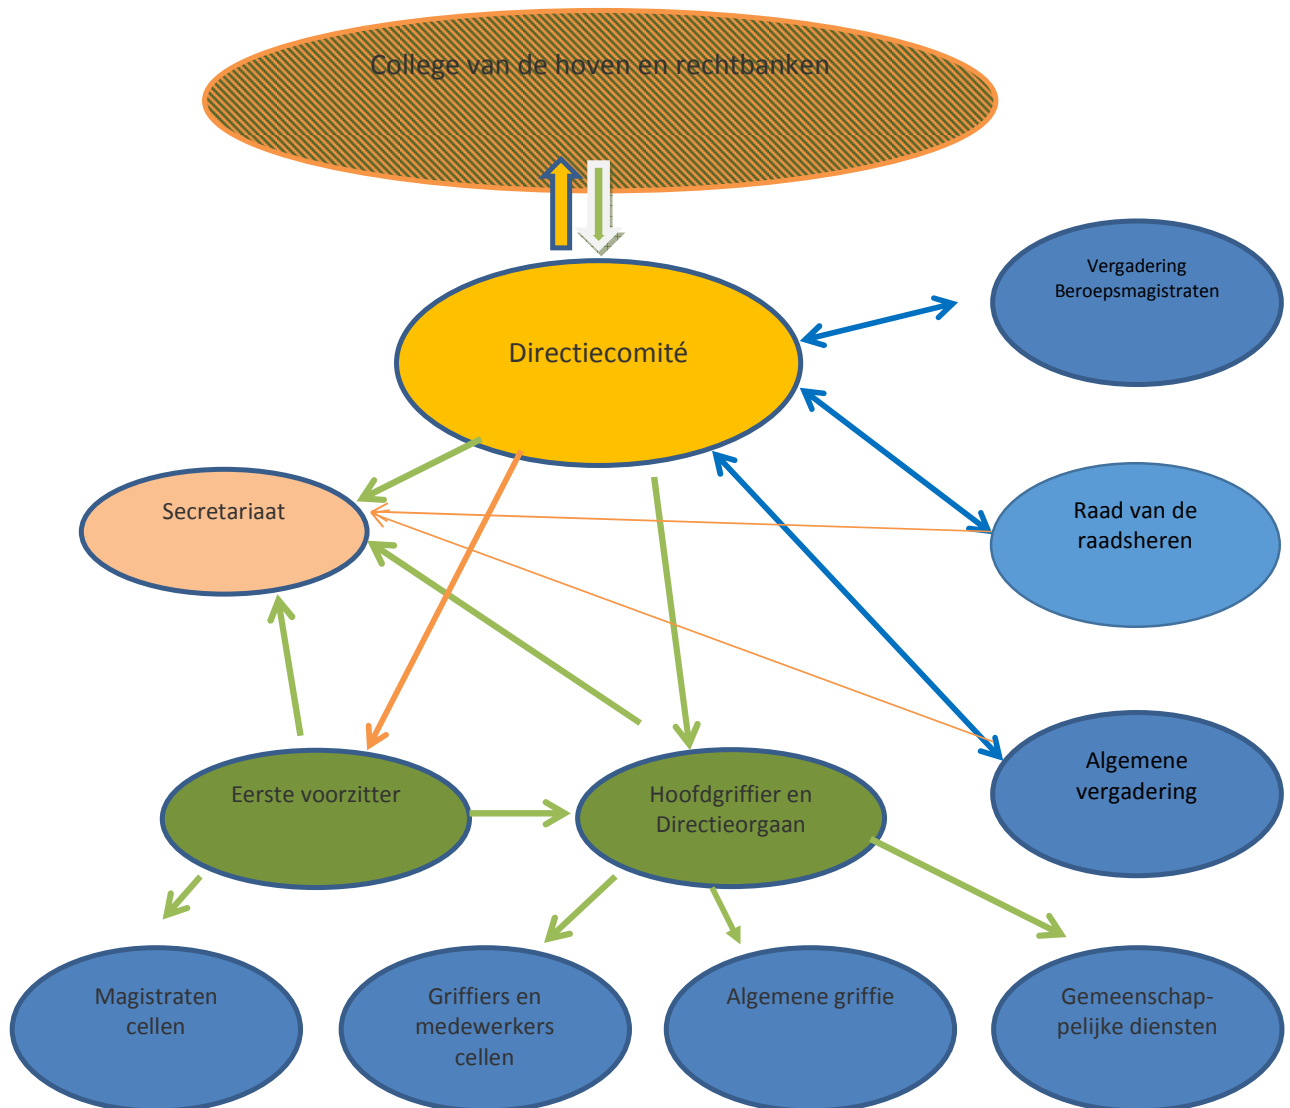 College van de hoven en rechtbanken
Vergadering
Beroepsmagistraten
Directiecomité
Secretariaat
Raad van de
raadsheren
Eerste voorzitter
Hoofdgriffier en
Directieorgaan
Algemene
vergadering
Magistraten
cellen
Griffiers en
medewerkers
cellen
Algemene griffie
Gemeenschap-
pelijke diensten